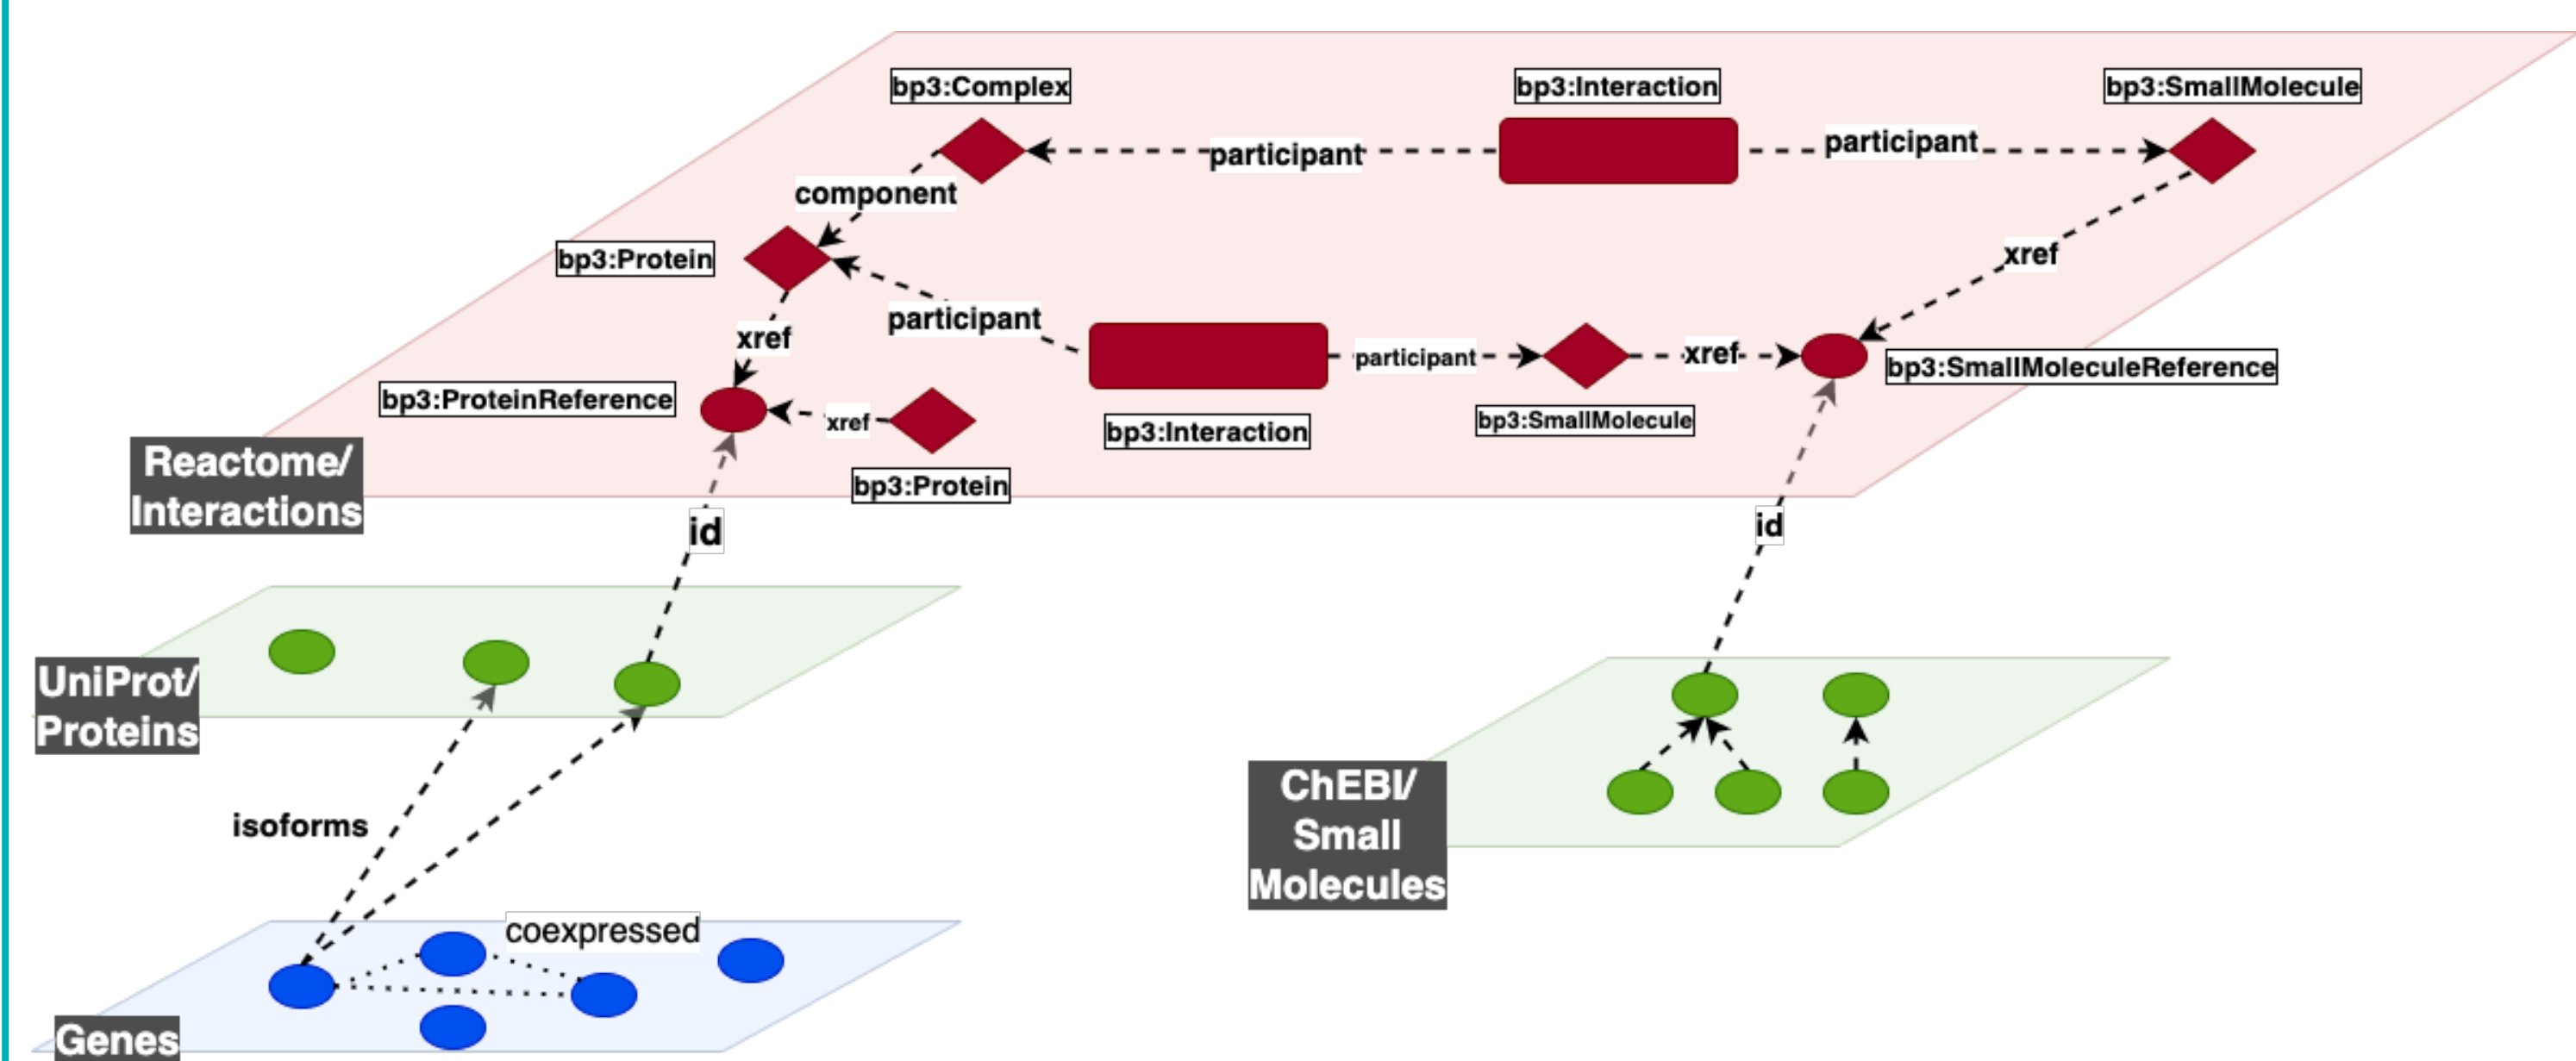 bp3:Complex
bp3:Interaction
bp3:SmallMolecule
participant
participant
component
bp3:Protein
xref
participant
xref
participant
xref
bp3:SmallMoleculeReference
bp3:ProteinReference
xref
bp3:SmallMolecule
bp3:Interaction
bp3:Protein
Reactome/
Interactions
id
id
UniProt/
Proteins
isoforms
ChEBI/
Small
Molecules
coexpressed
Genes